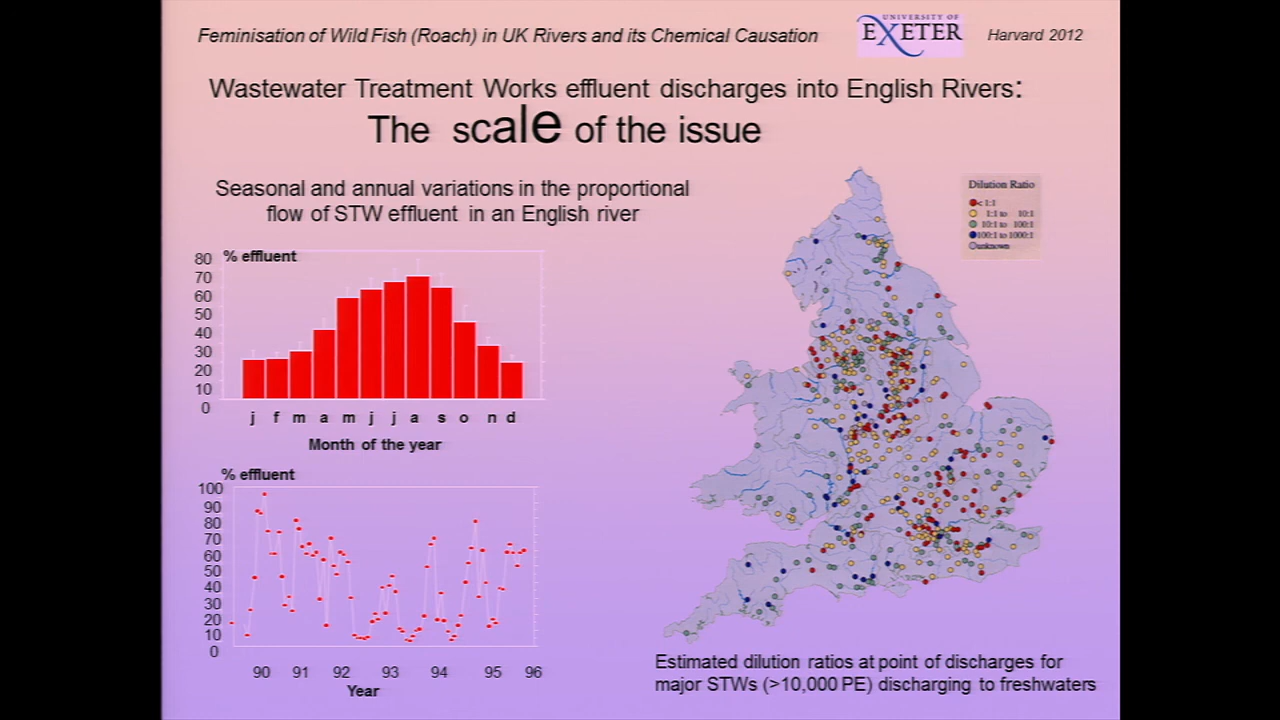 Feminisation of Wild Fish (Roach) in UK Rivers and its Chemical Causation
UNIVERSITY OF
EXETER
Harvard 2012
Wastewater Treatment Works effluent discharges into English Rivers:
The scale of the issue
Seasonal and annual variations in the proportional
flow of STW effluent in an English river
% effluent
80
70
60
50
40
30
20
10
0
j f m a m j j a s o n d
Month of the year
% effluent
100
90
80
70
60
50
40
30
20
10
0
90 91 92 93 94 95 96
Year
Dilution Ratio
< 1:1
1:1 to 10:1
10:1 to 100:1
100:1 to 1000:1
unknown
Estimated dilution ratios at point of discharges for
major STWs (>10,000 PE) discharging to freshwaters